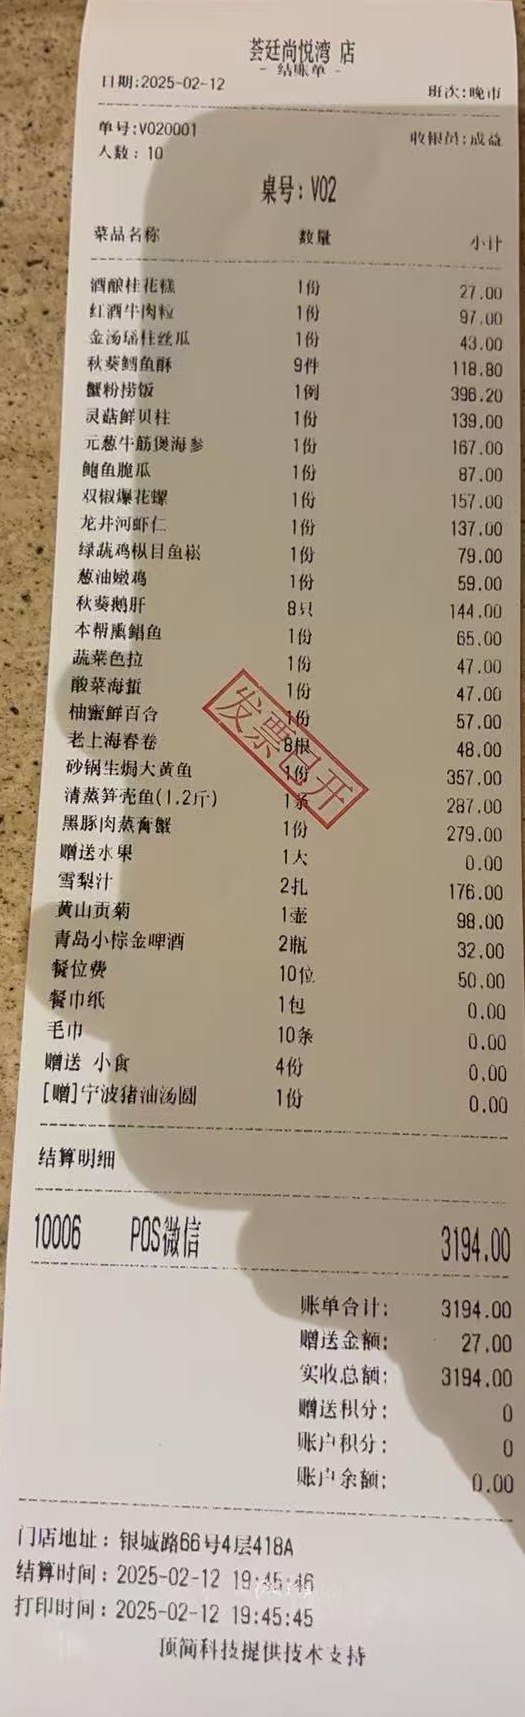 荟廷尚悦湾 店
- 结账单 -
日期:2025-02-12 班次:晚市
单号:V020001 收银员:成益
人数: 10
桌号: V02
菜品名称 数量 小计
酒酿桂花糕 1份 27.00
红酒牛肉粒 1份 97.00
金汤瑶柱丝瓜 1份 43.00
秋葵鳕鱼酥 9件 118.80
蟹粉捞饭 1例 396.20
灵菇鲜贝柱 1份 139.00
元葱牛筋煲海参 1份 167.00
鲍鱼脆瓜 1份 87.00
双椒爆花螺 1份 157.00
龙井河虾仁 1份 137.00
绿蔬鸡枞目鱼崧 1份 79.00
葱油嫩鸡 1份 59.00
秋葵鹅肝 8只 144.00
本帮熏鲳鱼 1份 65.00
蔬菜色拉 1份 47.00
酸菜海蜇 1份 47.00
柚蜜鲜百合 1份 57.00
老上海春卷 8根 48.00
砂锅生焗大黄鱼 1份 357.00
清蒸笋壳鱼(1.2斤) 1条 287.00
黑豚肉蒸膏蟹 1份 279.00
赠送水果 1大 0.00
雪梨汁 2扎 176.00
黄山贡菊 1壶 98.00
青岛小棕金啤酒 2瓶 32.00
餐位费 10位 50.00
餐巾纸 1包 0.00
毛巾 10条 0.00
赠送 小食 4份 0.00
[赠]宁波猪油汤圆 1份 0.00
发票已开
结算明细
10006 POS微信 3194.00
账单合计: 3194.00
赠送金额: 27.00
实收总额: 3194.00
赠送积分: 0
账户积分: 0
账户余额: 0.00
门店地址: 银城路66号4层418A
结算时间: 2025-02-12 19:45:46
打印时间: 2025-02-12 19:45:45
顶简科技提供技术支持